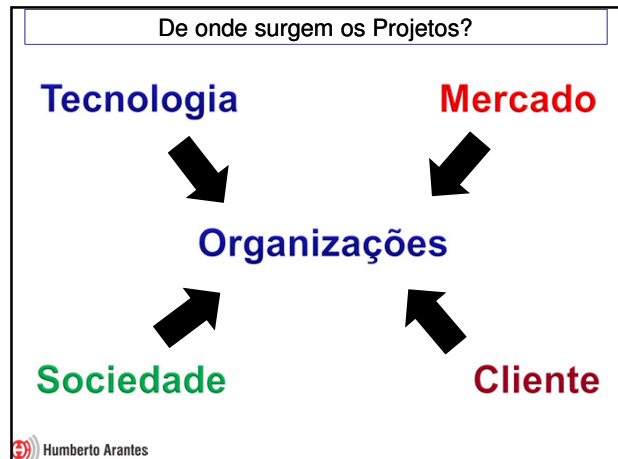 De onde surgem os Projetos?
Tecnologia
Mercado
Organizações
Sociedade
Cliente
Humberto Arantes